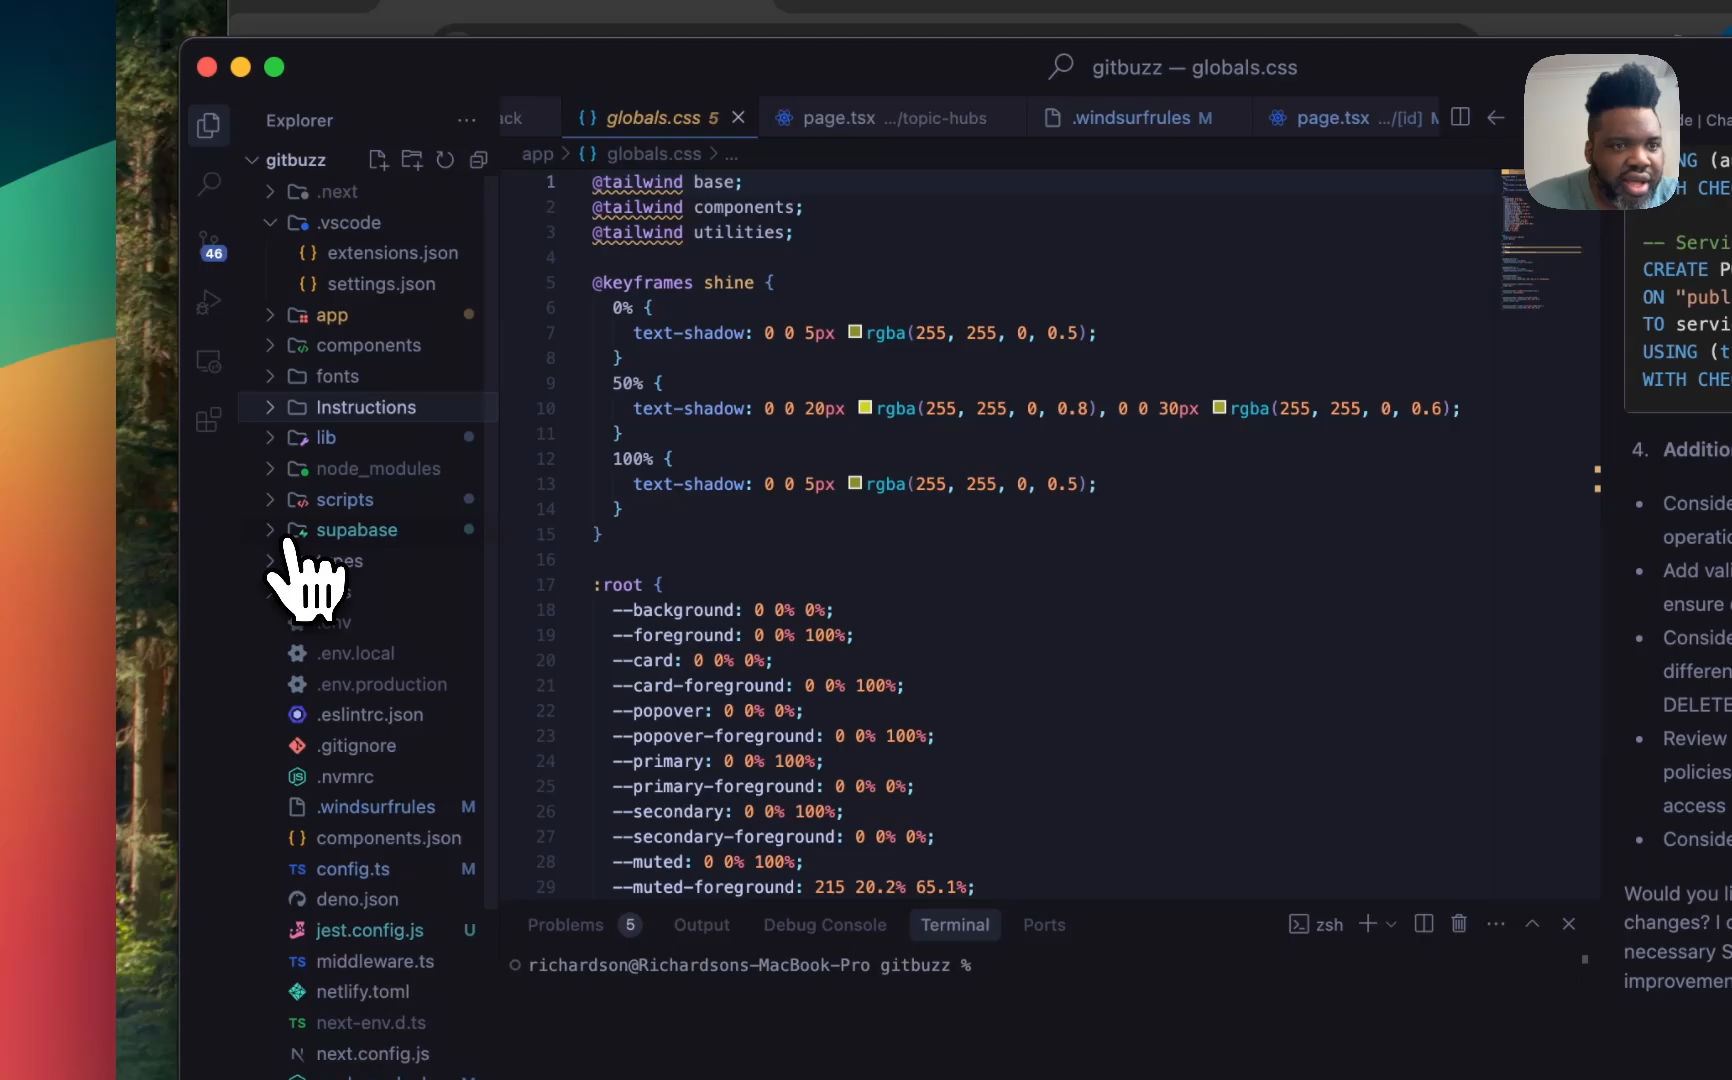 gitbuzz — globals.css
Explorer
ack
globals.css 5
page.tsx .../topic-hubs
.windsurfrules M
page.tsx .../[id]
gitbuzz
app > globals.css > ...
46
.next
.vscode
extensions.json
settings.json
app
components
fonts
Instructions
lib
node_modules
scripts
supabase
.env.local
.env.production
.eslintrc.json
.gitignore
.nvmrc
.windsurfrules M
components.json
TS config.ts M
deno.json
jest.config.js U
TS middleware.ts
netlify.toml
TS next-env.d.ts
next.config.js
1 @tailwind base;
2 @tailwind components;
3 @tailwind utilities;
4
5 @keyframes shine {
6 0% {
7 text-shadow: 0 0 5px rgba(255, 255, 0, 0.5);
8 }
9 50% {
10 text-shadow: 0 0 20px rgba(255, 255, 0, 0.8), 0 0 30px rgba(255, 255, 0, 0.6);
11 }
12 100% {
13 text-shadow: 0 0 5px rgba(255, 255, 0, 0.5);
14 }
15 }
16
17 :root {
18 --background: 0 0% 0%;
19 --foreground: 0 0% 100%;
20 --card: 0 0% 0%;
21 --card-foreground: 0 0% 100%;
22 --popover: 0 0% 0%;
23 --popover-foreground: 0 0% 100%;
24 --primary: 0 0% 100%;
25 --primary-foreground: 0 0% 0%;
26 --secondary: 0 0% 100%;
27 --secondary-foreground: 0 0% 0%;
28 --muted: 0 0% 100%;
29 --muted-foreground: 215 20.2% 65.1%;
Problems 5 Output Debug Console Terminal Ports
zsh
richardson@Richardsons-MacBook-Pro gitbuzz %
de | Cha
NG (a
H CHEC
-- Servi
CREATE P
ON "publ
TO servi
USING (t
WITH CHE
4. Additio
Conside
operatio
Add vali
ensure
Conside
differen
DELETE
Review
policies
access
Conside
Would you li
changes? I c
necessary S
improvemen